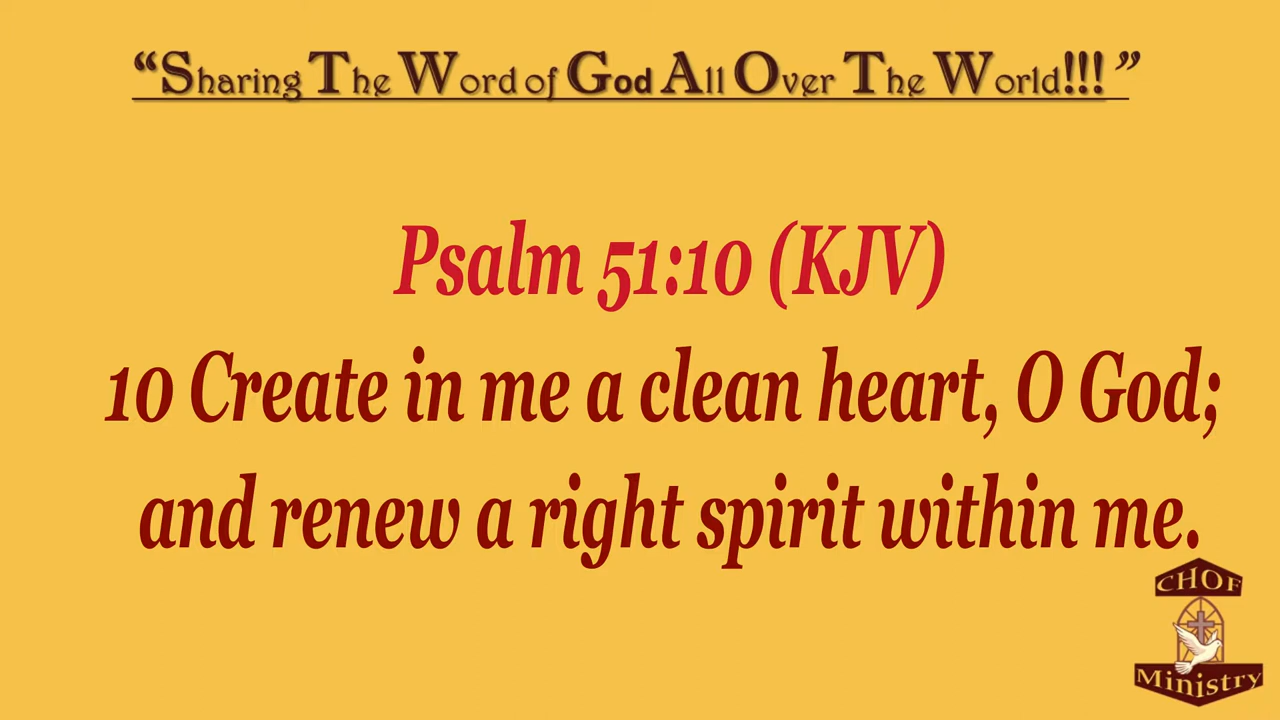 “Sharing The Word of God All Over The World!!!”
Psalm 51:10 (KJV)
10 Create in me a clean heart, O God;
and renew a right spirit within me.
CHOF
Ministry